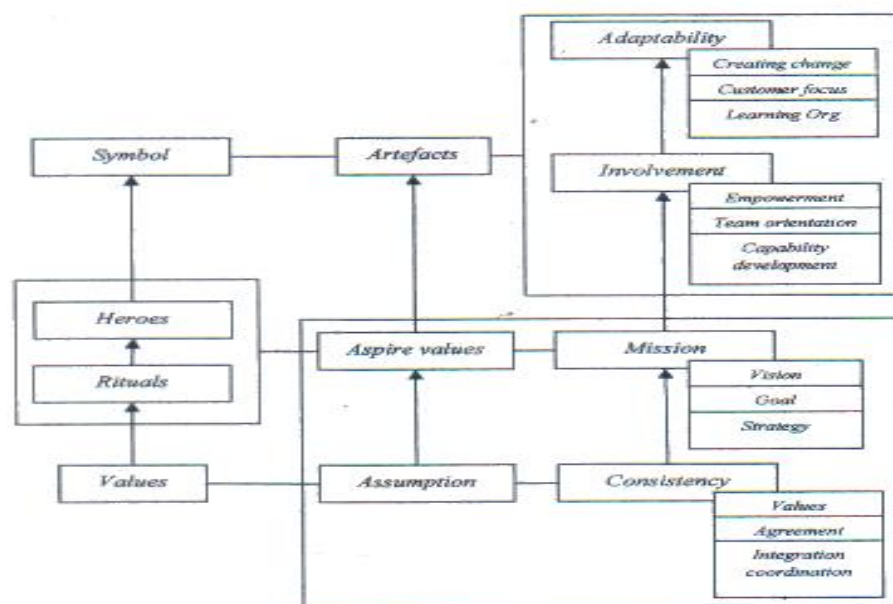 Adaptability
Creating change
Customer focus
Learning Org
Symbol
Artefacts
Involvement
Empowerment
Team orientation
Capability
development
Heroes
Aspire values
Mission
Rituals
Vision
Goal
Strategy
Values
Assumption
Consistency
Values
Agreement
Integration
coordination